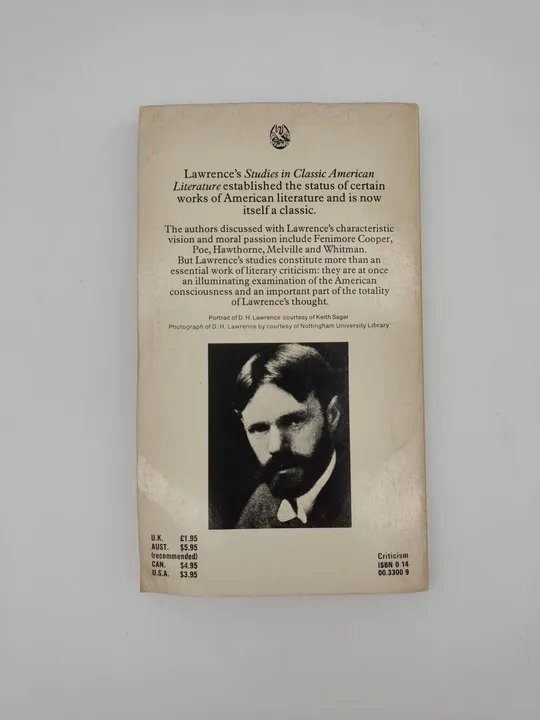 Lawrence's Studies in Classic American
Literature established the status of certain
works of American literature and is now
itself a classic.
The authors discussed with Lawrence's characteristic
vision and moral passion include Fenimore Cooper,
Poe, Hawthorne, Melville and Whitman.
But Lawrence's studies constitute more than an
essential work of literary criticism: they are at once
an illuminating examination of the American
consciousness and an important part of the totality
of Lawrence's thought.
Portrait of D. H. Lawrence courtesy of Keith Sagar
Photograph of D. H. Lawrence by courtesy of Nottingham University Library
U.K. £1.95
AUST. $5.95
(recommended)
CAN. $4.95
U.S.A. $3.95
Criticism
ISBN 0 14
00.3300 9